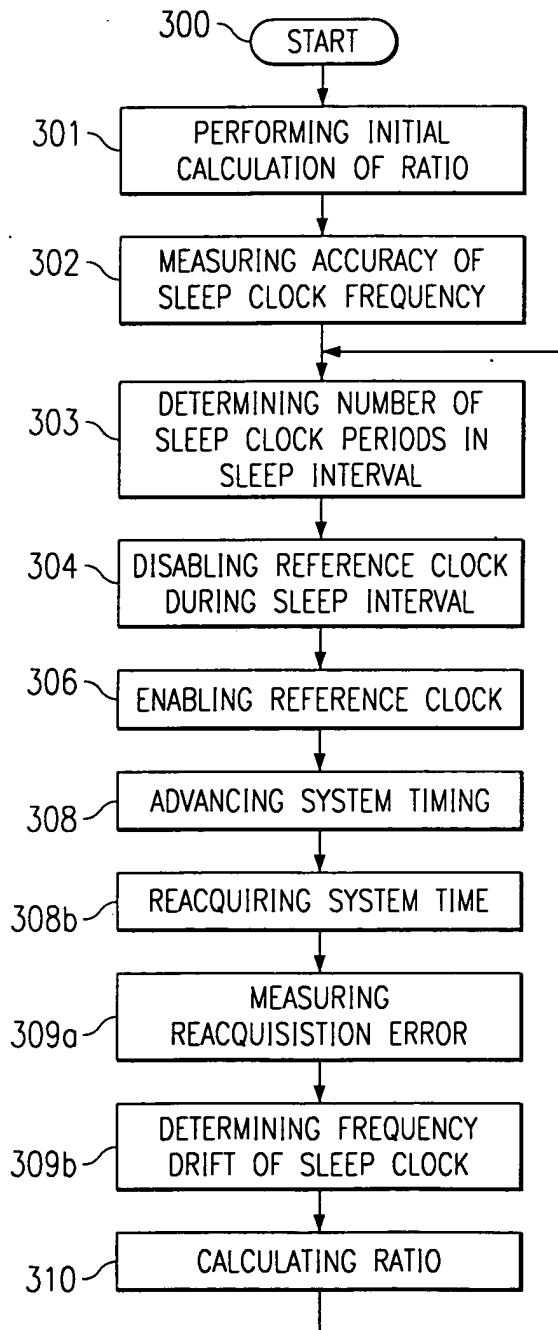 300
START
301
PERFORMING INITIAL
CALCULATION OF RATIO
302
MEASURING ACCURACY OF
SLEEP CLOCK FREQUENCY
303
DETERMINING NUMBER OF
SLEEP CLOCK PERIODS IN
SLEEP INTERVAL
304
DISABLING REFERENCE CLOCK
DURING SLEEP INTERVAL
306
ENABLING REFERENCE CLOCK
308
ADVANCING SYSTEM TIMING
308b
REACQUIRING SYSTEM TIME
309a
MEASURING
REACQUISISTION ERROR
309b
DETERMINING FREQUENCY
DRIFT OF SLEEP CLOCK
310
CALCULATING RATIO